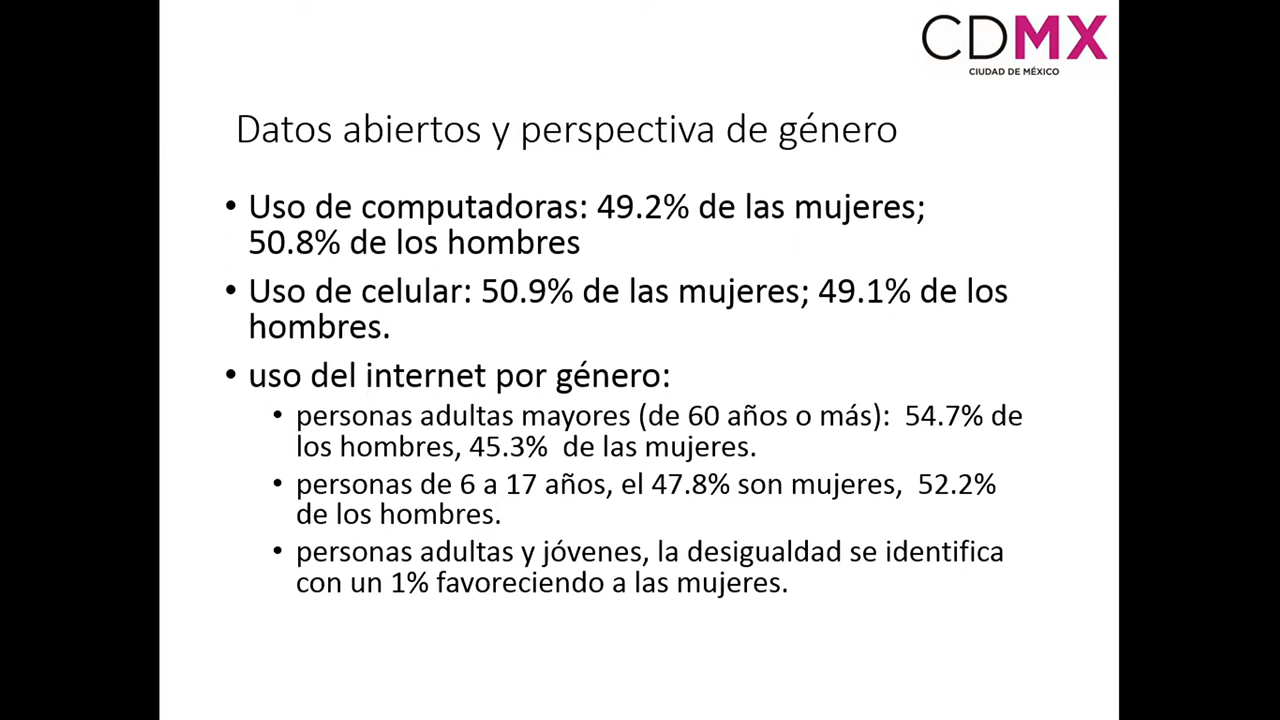 CDMX
CIUDAD DE MÉXICO
Datos abiertos y perspectiva de género
• Uso de computadoras: 49.2% de las mujeres;
50.8% de los hombres
• Uso de celular: 50.9% de las mujeres; 49.1% de los
hombres.
• uso del internet por género:
• personas adultas mayores (de 60 años o más): 54.7% de
los hombres, 45.3% de las mujeres.
• personas de 6 a 17 años, el 47.8% son mujeres, 52.2%
de los hombres.
• personas adultas y jóvenes, la desigualdad se identifica
con un 1% favoreciendo a las mujeres.